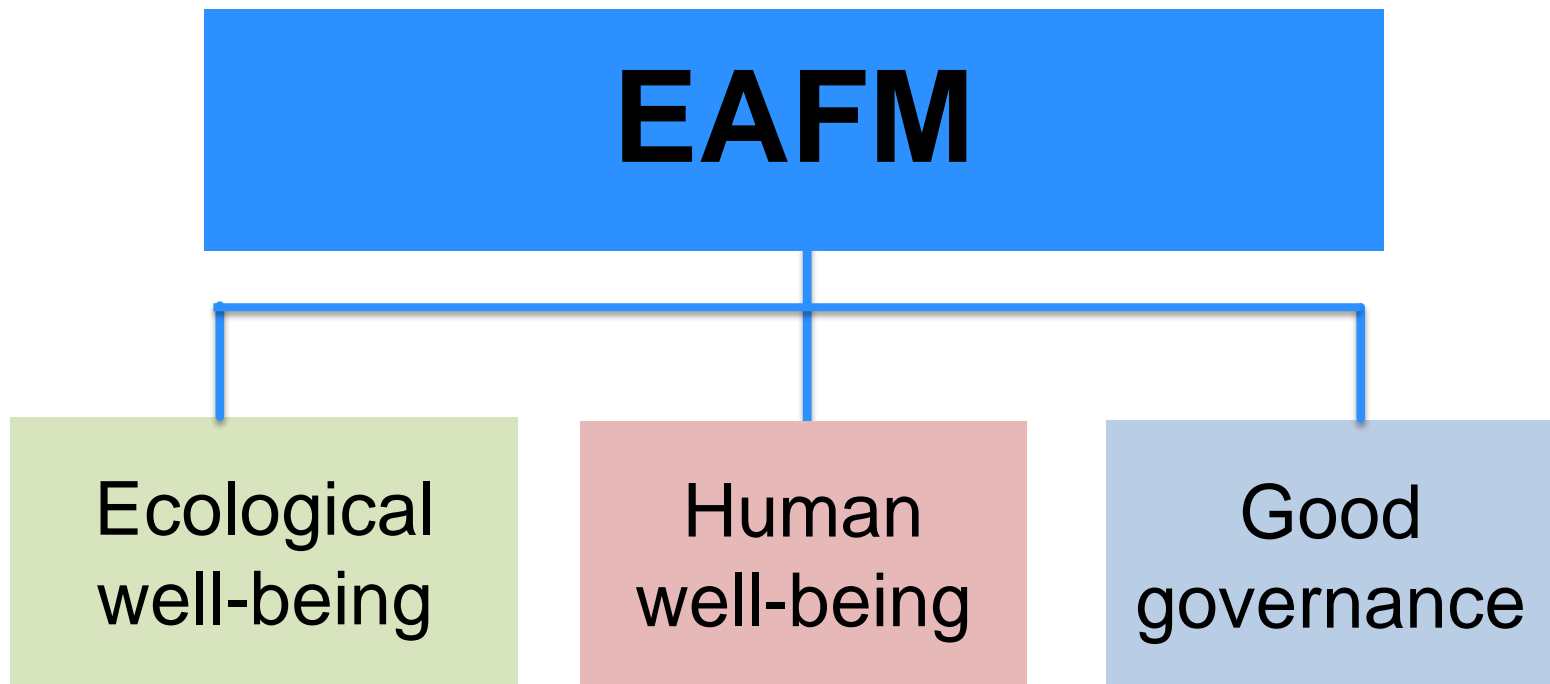 EAFM
Ecological
well-being
Human
well-being
Good
governance